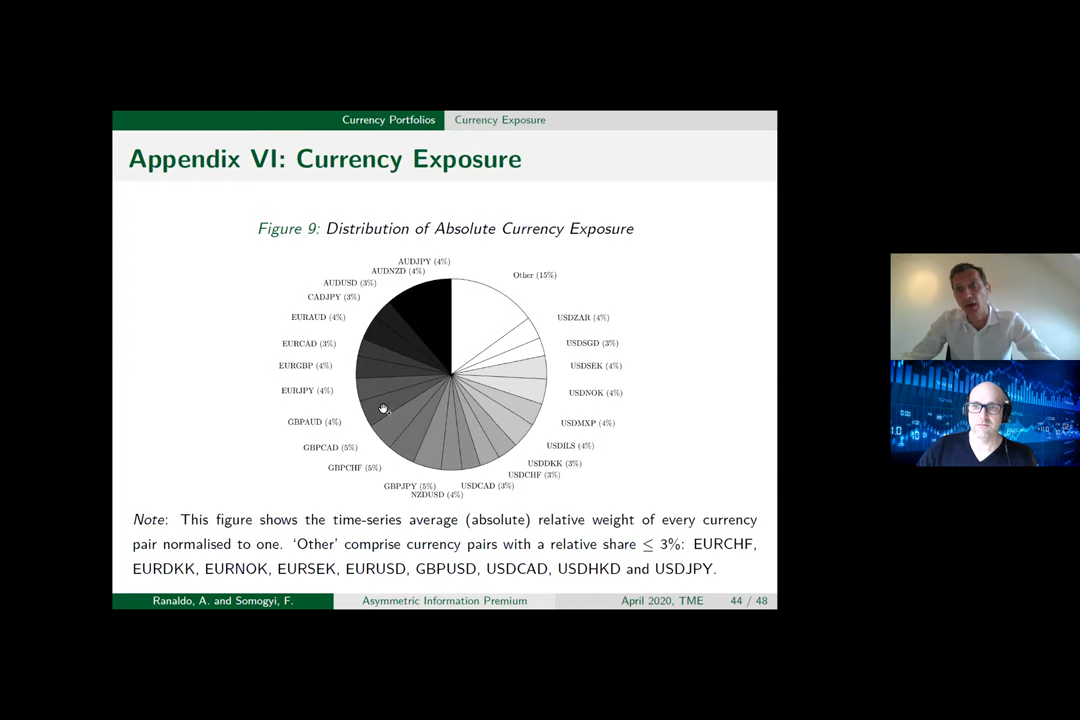 Currency Portfolios Currency Exposure
Appendix VI: Currency Exposure
Figure 9: Distribution of Absolute Currency Exposure
AUDJPY (4%)
AUDNZD (4%)
AUDUSD (3%)
CADJPY (3%)
EURAUD (4%)
EURCAD (3%)
EURGBP (4%)
EURJPY (4%)
GBPAUD (4%)
GBPCAD (5%)
GBPCHF (5%)
GBPJPY (5%)
NZDUSD (4%)
USDCAD (3%)
USDCHF (3%)
USDDKK (3%)
USDILS (4%)
USDMXP (4%)
USDNOK (4%)
USDSEK (4%)
USDSGD (3%)
USDZAR (4%)
Other (15%)
Note: This figure shows the time-series average (absolute) relative weight of every currency
pair normalised to one. ‘Other’ comprise currency pairs with a relative share ≤ 3%: EURCHF,
EURDKK, EURNOK, EURSEK, EURUSD, GBPUSD, USDCAD, USDHKD and USDJPY.
Ranaldo, A. and Somogyi, F. Asymmetric Information Premium April 2020, TME 44 / 48